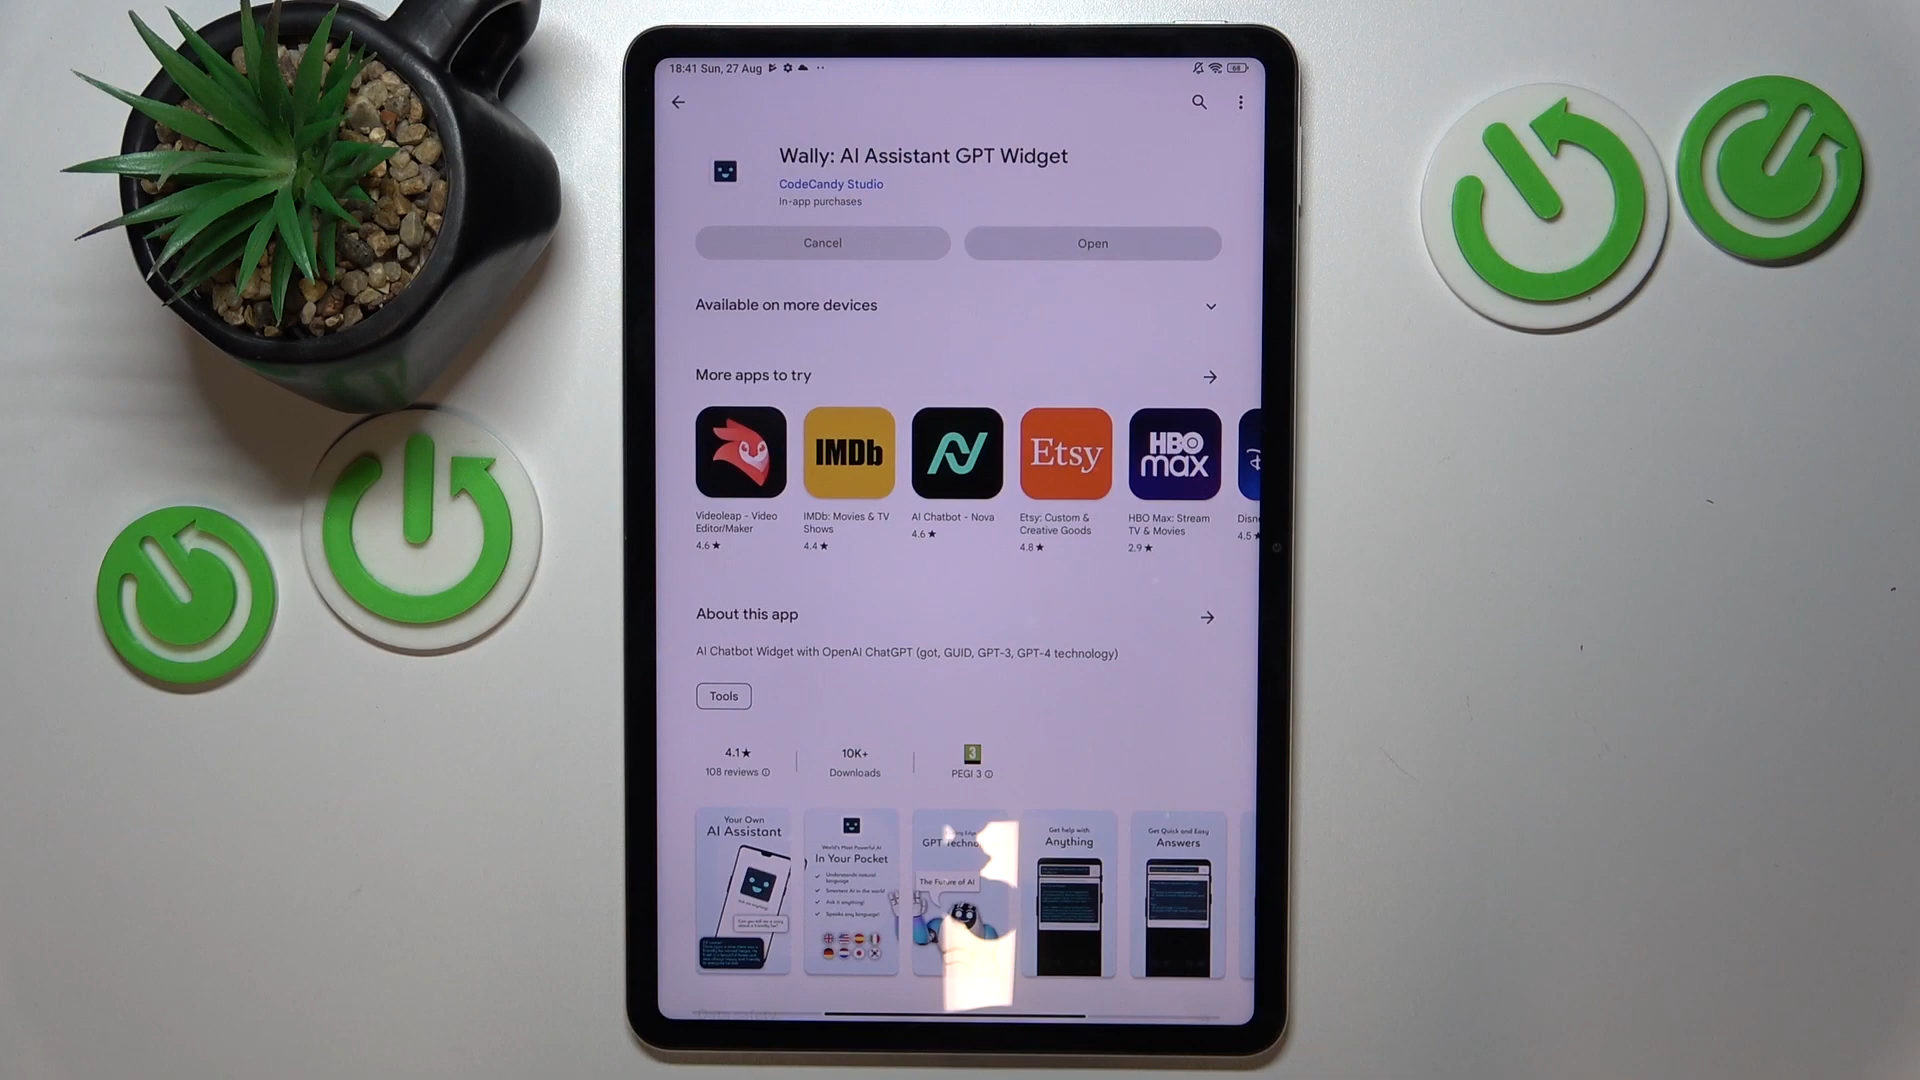 18:41 Sun, 27 Aug
68
Wally: AI Assistant GPT Widget
CodeCandy Studio
In-app purchases
Cancel
Open
Available on more devices
More apps to try
IMDb
Etsy
HBO
max
Videoleap - Video
Editor/Maker
4.6★
IMDb: Movies & TV
Shows
4.4★
AI Chatbot - Nova
4.6★
Etsy: Custom &
Creative Goods
4.8★
HBO Max: Stream
TV & Movies
2.9★
Disn
4.5★
About this app
AI Chatbot Widget with OpenAI ChatGPT (got, GUID, GPT-3, GPT-4 technology)
Tools
4.1★
108 reviews
10K+
Downloads
3
PEGI 3
Your Own
AI Assistant
World's Most Powerful AI
In Your Pocket
Understands natural
language
Smartest AI in the world
Ask it anything!
Speaks any language!
GPT Techno
The Future of AI
Get help with
Anything
Get Quick and Easy
Answers